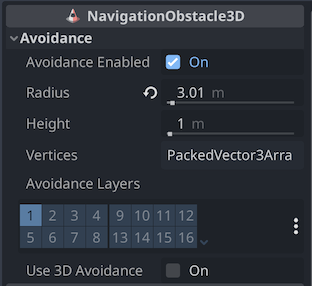 NavigationObstacle3D
Avoidance
Avoidance Enabled On
Radius 3.01 m
Height 1 m
Vertices PackedVector3Arra
Avoidance Layers
1 2 3 4 9 10 11 12
5 6 7 8 13 14 15 16
Use 3D Avoidance On